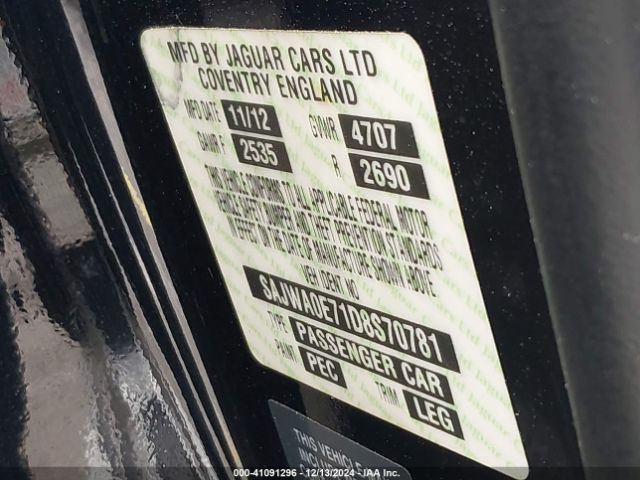 MFD BY JAGUAR CARS LTD
COVENTRY ENGLAND
MFD DATE 11/12 GVWR 4707
GAWR F 2535 R 2690
THIS VEHICLE CONFORMS TO ALL APPLICABLE FEDERAL MOTOR
VEHICLE SAFETY BUMPER AND THEFT PREVENTION STANDARDS
IN EFFECT ON THE DATE OF MANUFACTURE SHOWN ABOVE
VEH IDENT NO
SAJWA0E71D8S70781
TYPE PASSENGER CAR
PAINT PEC TRIM LEG
THIS VEHICLE
INCLUDE
000-41091296 - 12/13/2024 - IAA Inc.